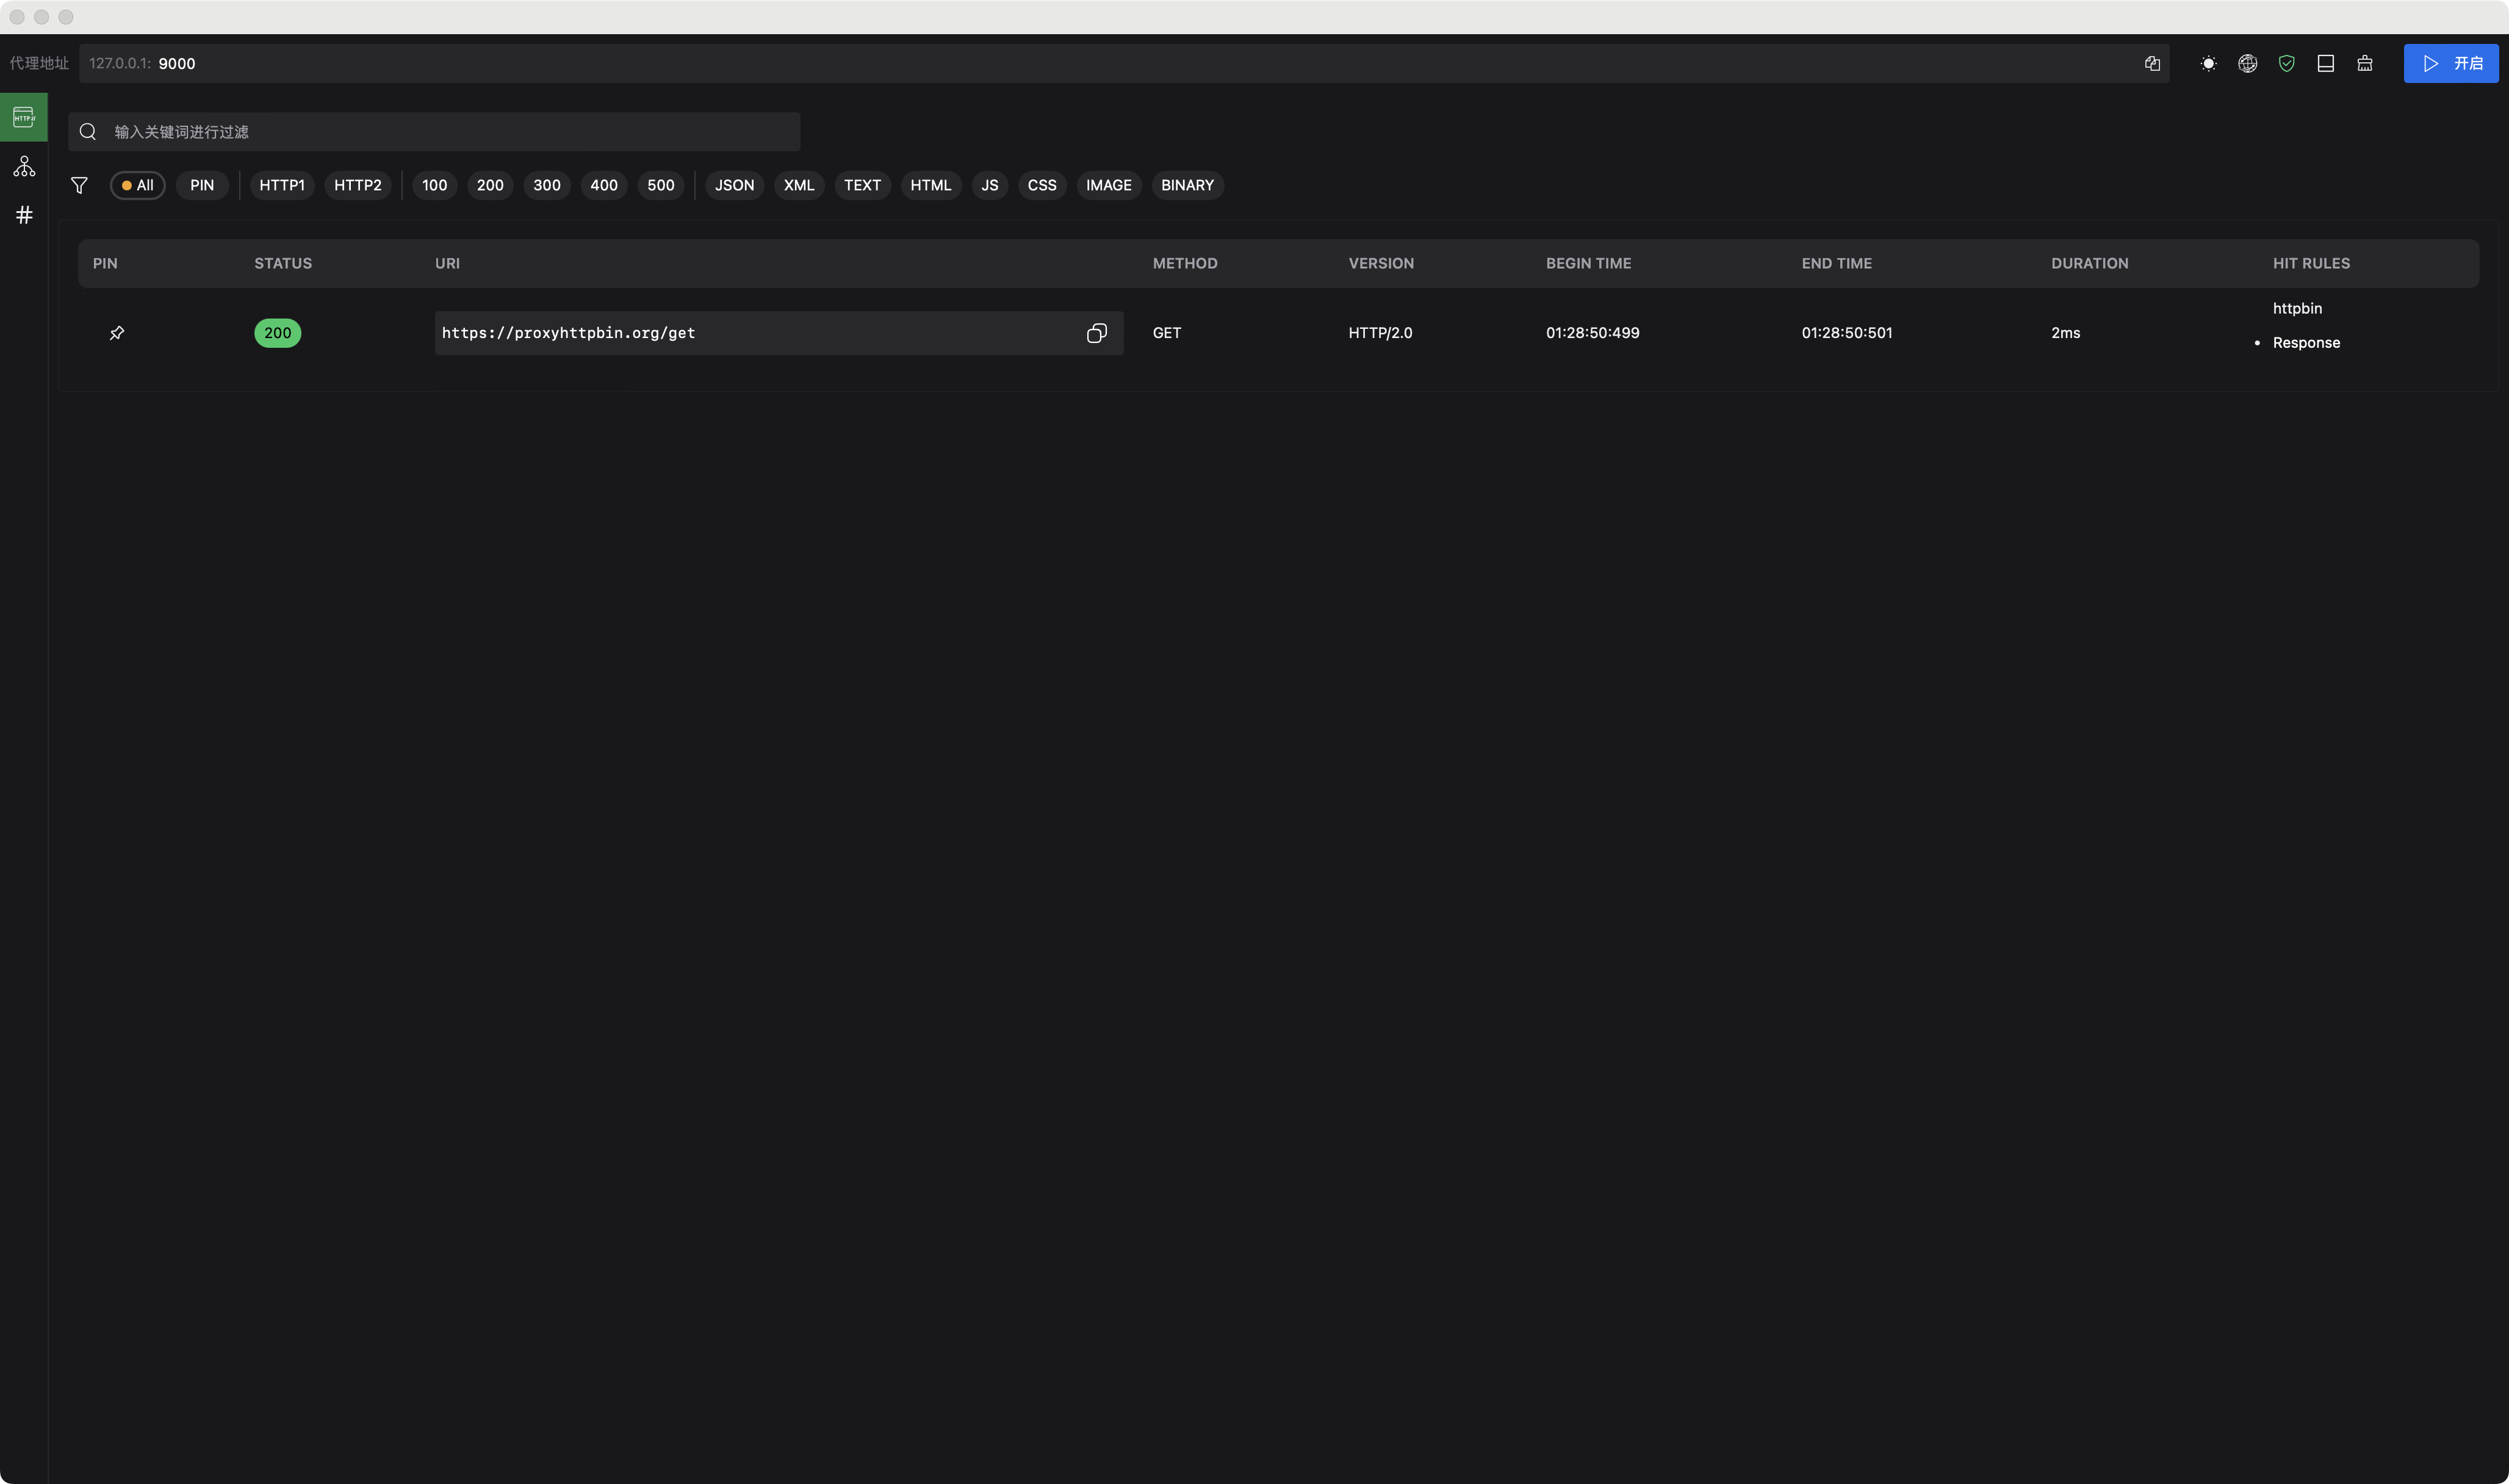 代理地址 127.0.0.1: 9000 开启
HTTP
输入关键词进行过滤
All PIN HTTP1 HTTP2 100 200 300 400 500 JSON XML TEXT HTML JS CSS IMAGE BINARY
#
PIN STATUS URI METHOD VERSION BEGIN TIME END TIME DURATION HIT RULES
200 https://proxyhttpbin.org/get GET HTTP/2.0 01:28:50:499 01:28:50:501 2ms httpbin
• Response